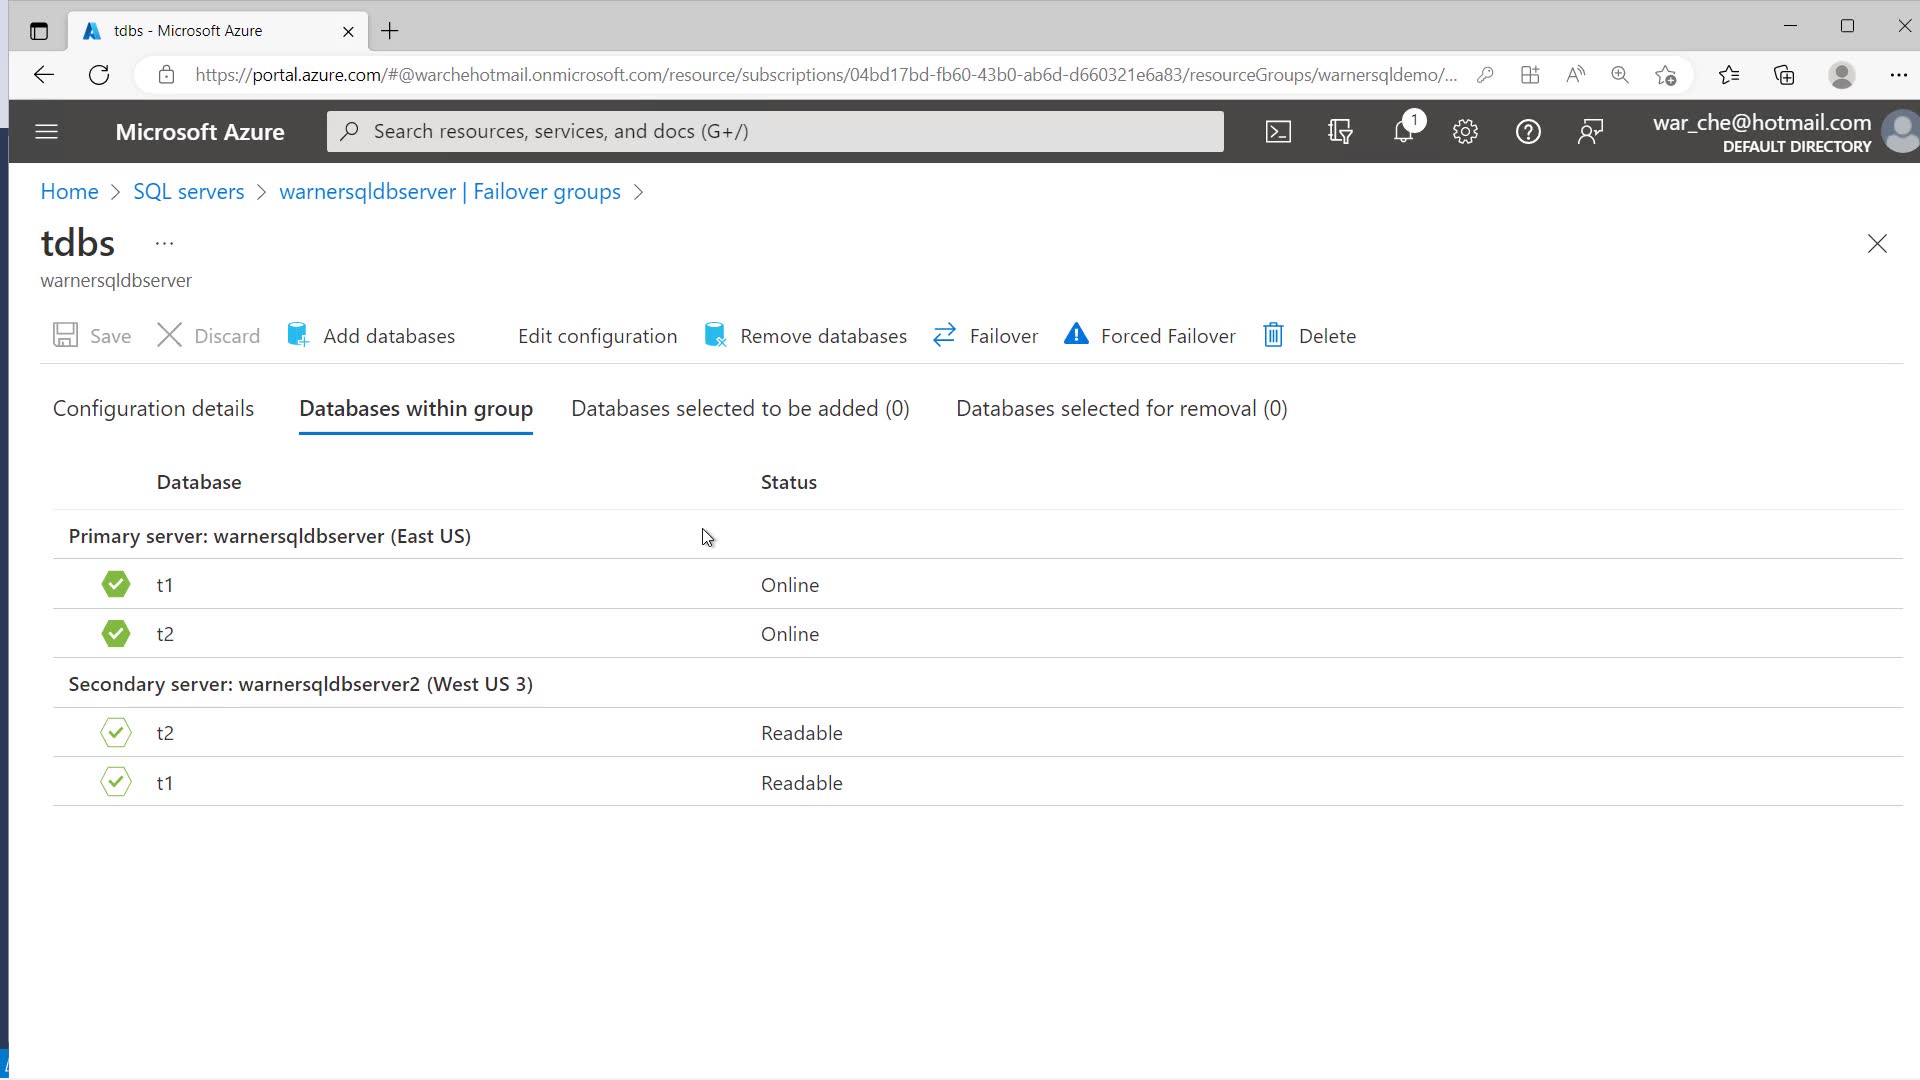 tdbs - Microsoft Azure
https://portal.azure.com/#@warchehotmail.onmicrosoft.com/resource/subscriptions/04bd17bd-fb60-43b0-ab6d-d660321e6a83/resourceGroups/warnersqldemo/...
Microsoft Azure
Search resources, services, and docs (G+/)
1
war_che@hotmail.com
DEFAULT DIRECTORY
Home > SQL servers > warnersqldbserver | Failover groups >
tdbs ...
warnersqldbserver
Save Discard Add databases Edit configuration Remove databases Failover Forced Failover Delete
Configuration details Databases within group Databases selected to be added (0) Databases selected for removal (0)
Database Status
Primary server: warnersqldbserver (East US)
t1 Online
t2 Online
Secondary server: warnersqldbserver2 (West US 3)
t2 Readable
t1 Readable